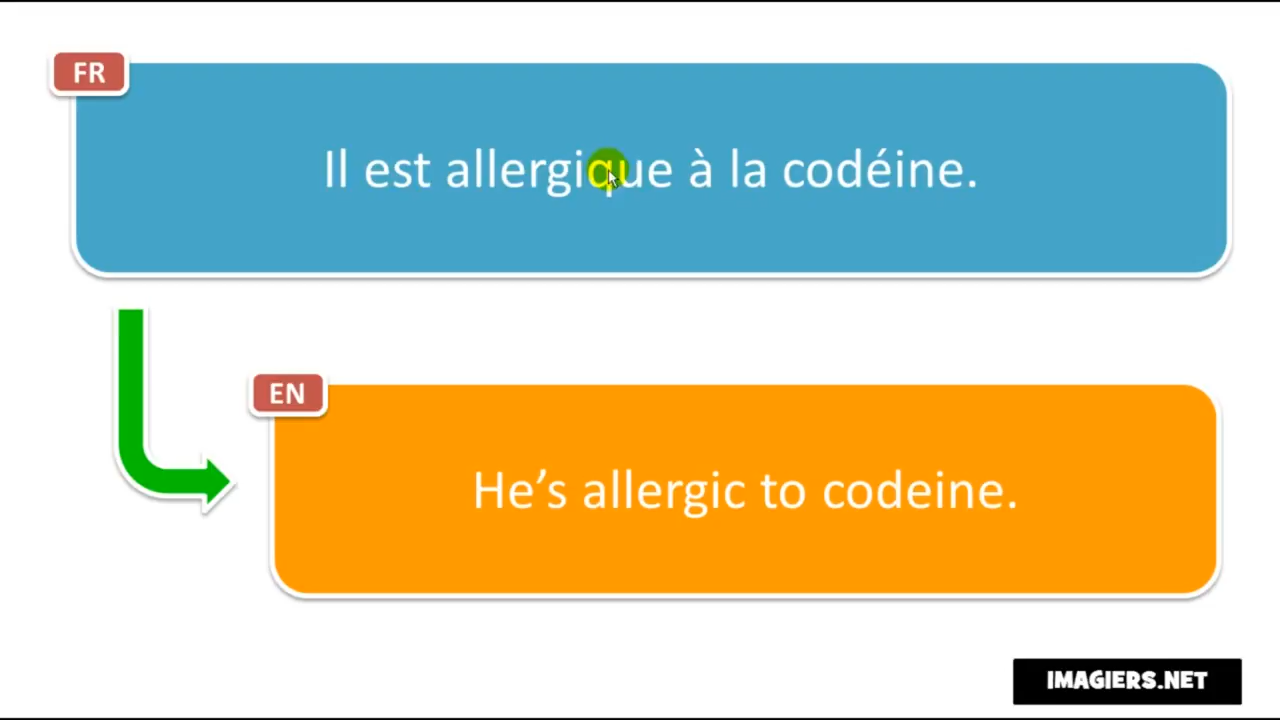 FR
Il est allergique à la codéine.
EN
He’s allergic to codeine.
IMAGIERS.NET